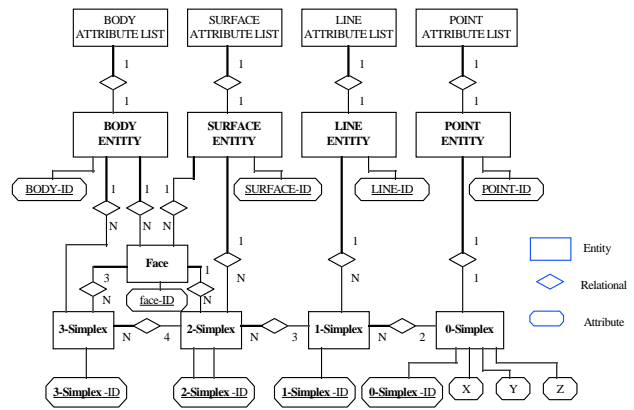 BODY
ATTRIBUTE LIST
SURFACE
ATTRIBUTE LIST
LINE
ATTRIBUTE LIST
POINT
ATTRIBUTE LIST
1
1
1
1
1
1
1
1
BODY
ENTITY
SURFACE
ENTITY
LINE
ENTITY
POINT
ENTITY
BODY-ID
SURFACE-ID
LINE-ID
POINT-ID
1
1
1
N
N
N
1
1
1
N
N
1
Face
3
N
1
N
face-ID
Entity
Relational
Attribute
3-Simplex
N
4
2-Simplex
N
3
1-Simplex
N
2
0-Simplex
3-Simplex -ID
2-Simplex -ID
1-Simplex -ID
0-Simplex -ID
X
Y
Z